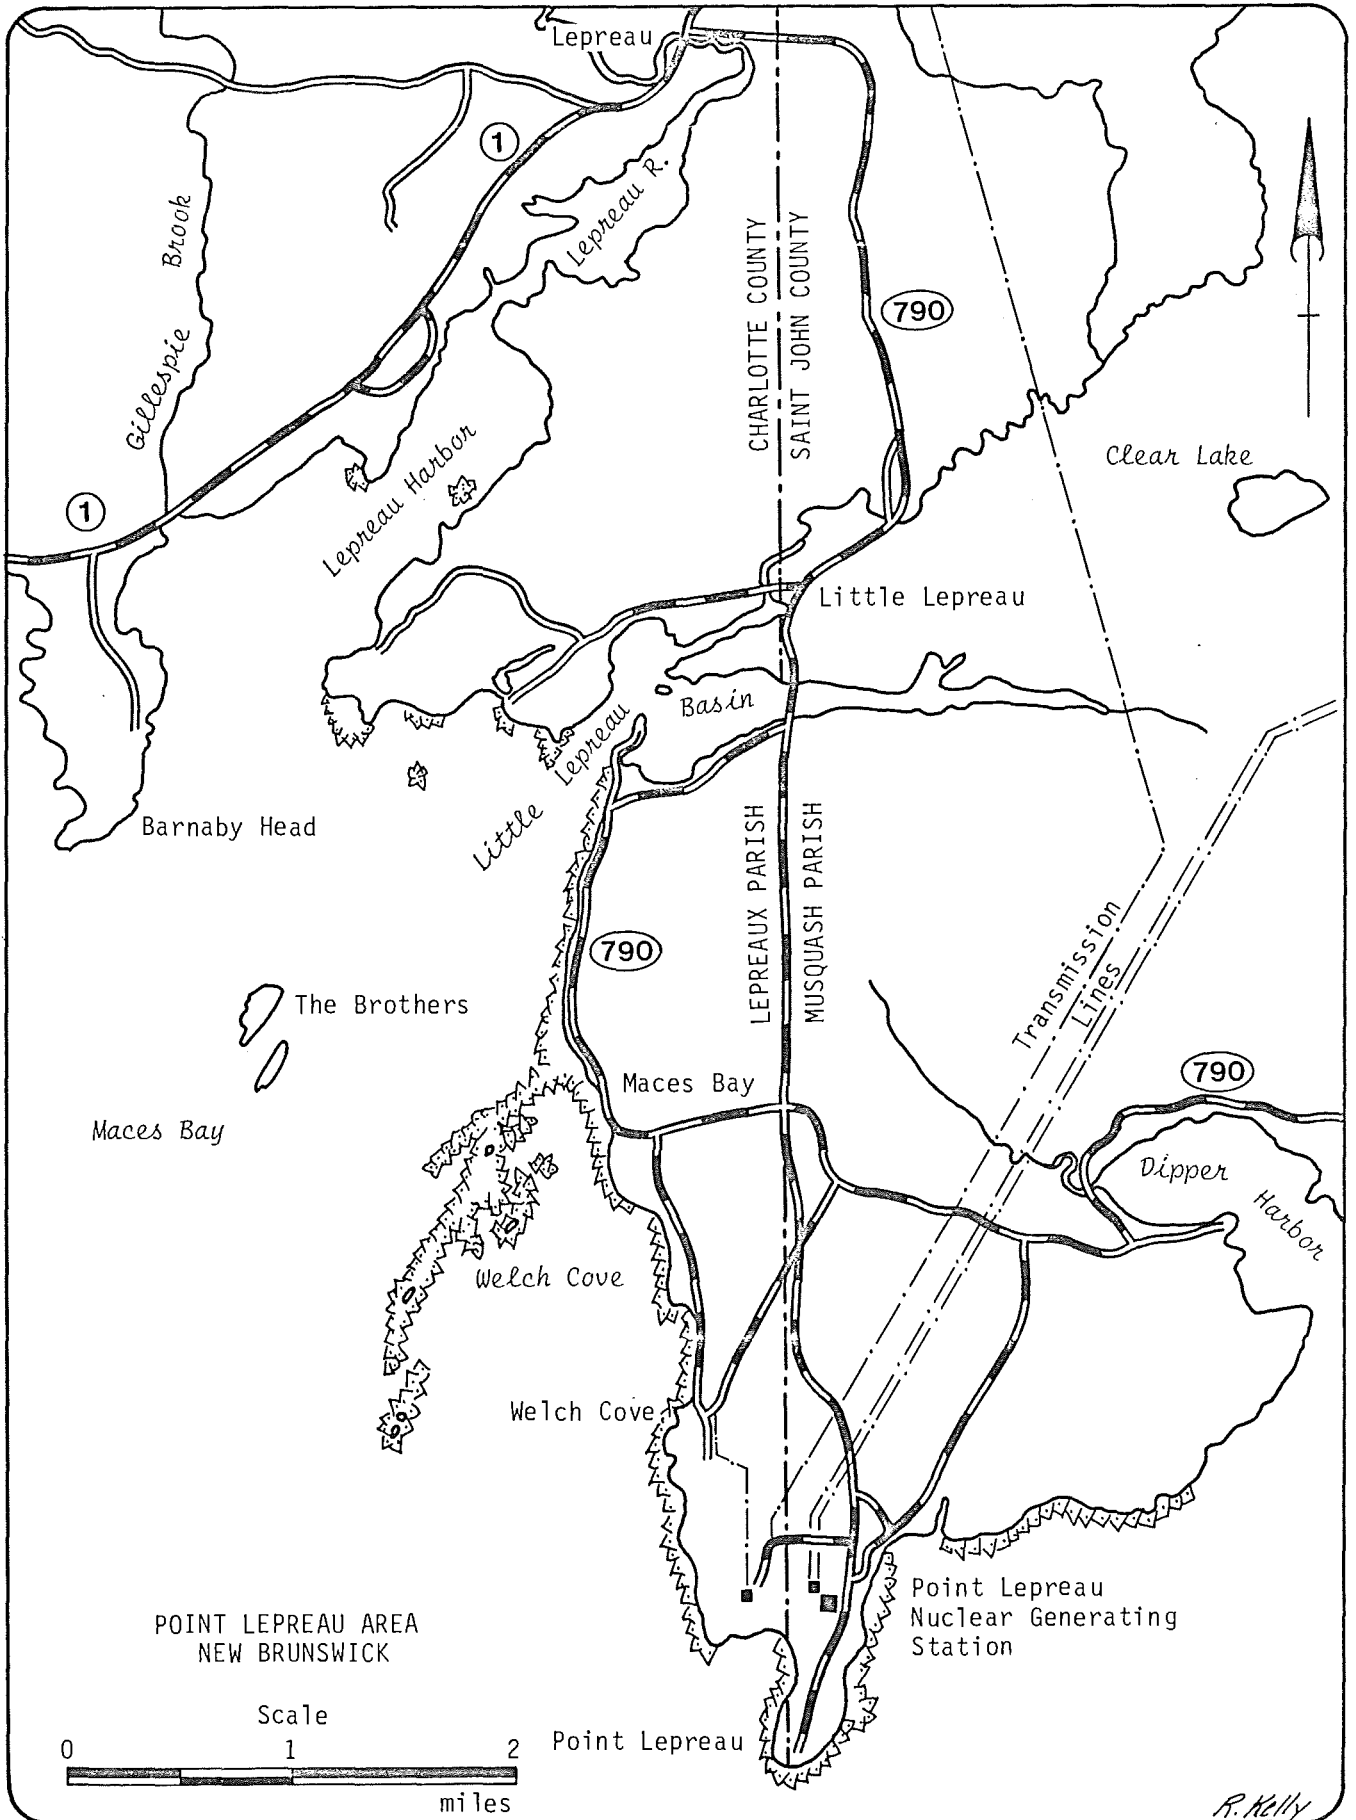 Lepreau
1
Lepreau R.
Gillespie Brook
CHARLOTTE COUNTY
SAINT JOHN COUNTY
790
Clear Lake
Lepreau Harbor
1
Little Lepreau
Basin
Little Lepreau
Barnaby Head
LEPREAUX PARISH
MUSQUASH PARISH
Transmission
Lines
790
The Brothers
Maces Bay
790
Maces Bay
Dipper
Harbor
Welch Cove
Welch Cove
Point Lepreau
Nuclear Generating
Station
POINT LEPREAU AREA
NEW BRUNSWICK
Scale
0 1 2
miles
Point Lepreau
R. Kelly